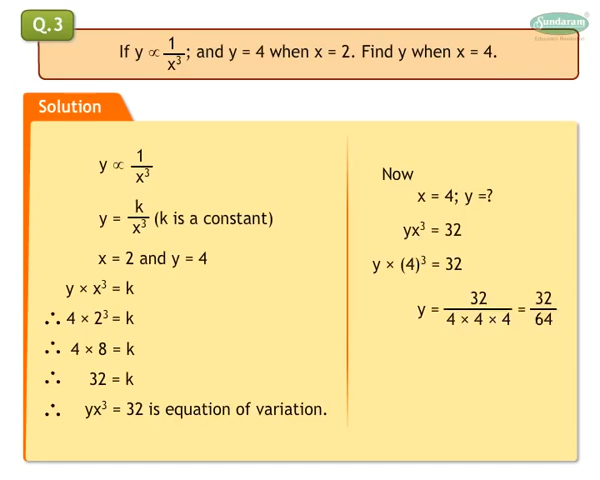 Q.3
Sundaram
If y ∝ 1/x³; and y = 4 when x = 2. Find y when x = 4.
Solution
y ∝ 1/x³
y = k/x³ (k is a constant)
x = 2 and y = 4
y × x³ = k
∴ 4 × 2³ = k
∴ 4 × 8 = k
∴ 32 = k
∴ yx³ = 32 is equation of variation.
Now
x = 4; y =?
yx³ = 32
y × (4)³ = 32
y = 32/(4 × 4 × 4) = 32/64